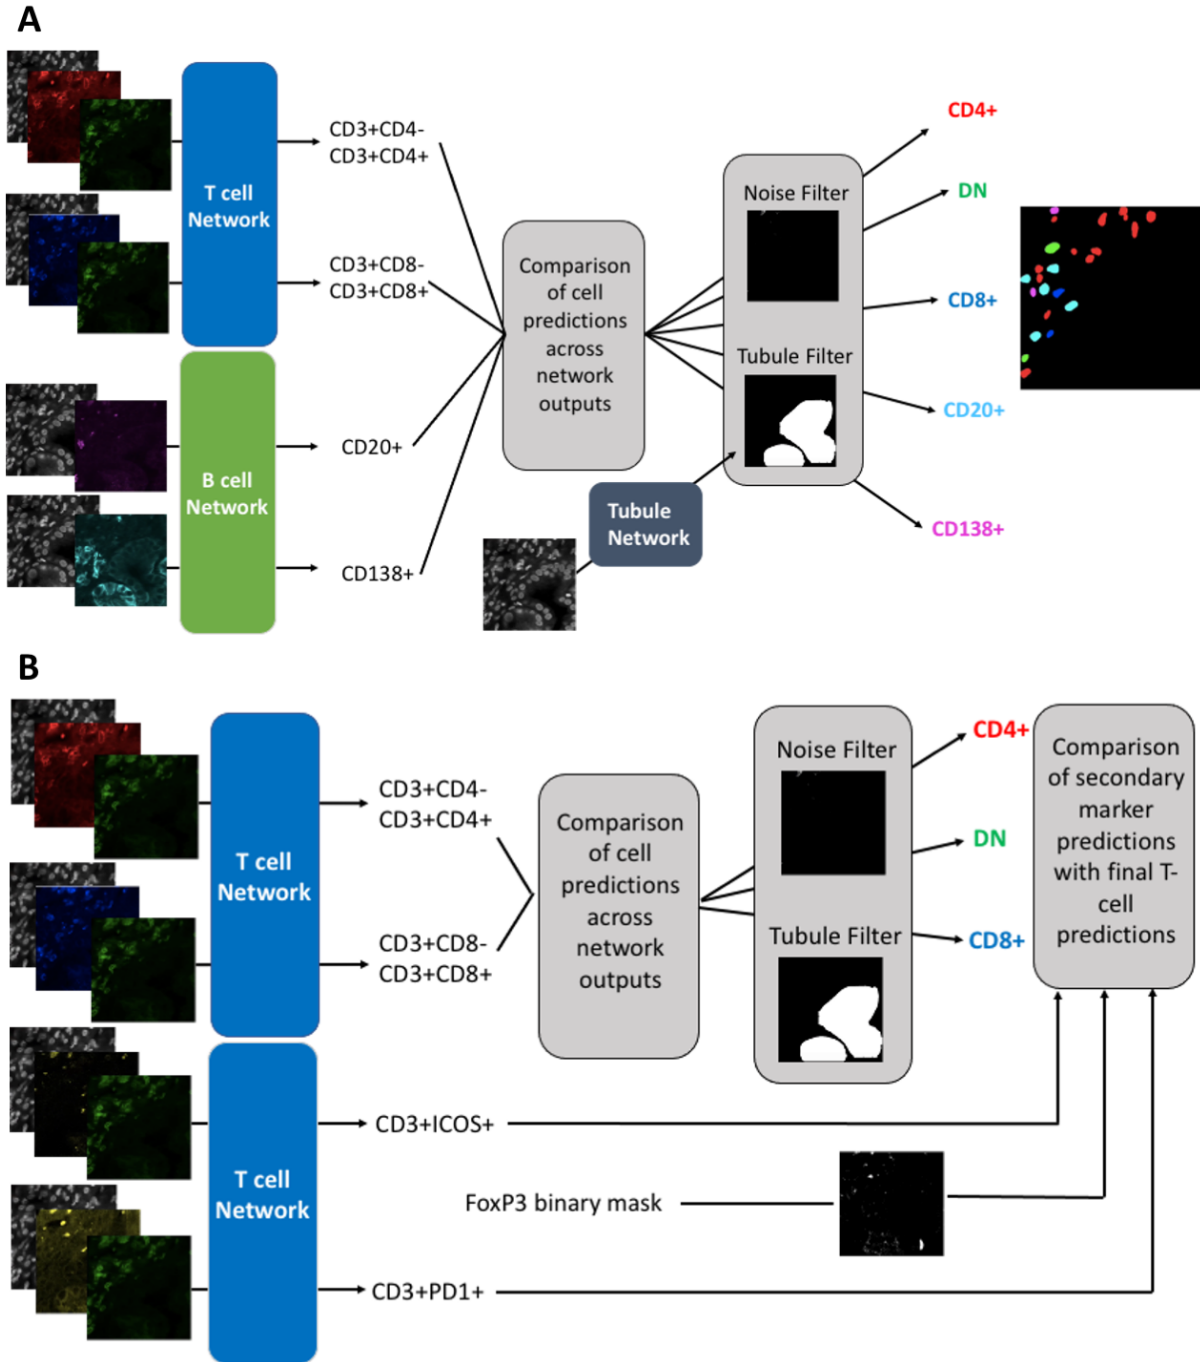 A
T cell
Network
CD3+CD4-
CD3+CD4+
CD3+CD8-
CD3+CD8+
B cell
Network
CD20+
CD138+
Comparison
of cell
predictions
across
network
outputs
Tubule
Network
Noise Filter
Tubule Filter
CD4+
DN
CD8+
CD20+
CD138+
B
T cell
Network
CD3+CD4-
CD3+CD4+
CD3+CD8-
CD3+CD8+
Comparison
of cell
predictions
across
network
outputs
Noise Filter
Tubule Filter
CD4+
DN
CD8+
Comparison
of secondary
marker
predictions
with final T-
cell
predictions
T cell
Network
CD3+ICOS+
FoxP3 binary mask
CD3+PD1+